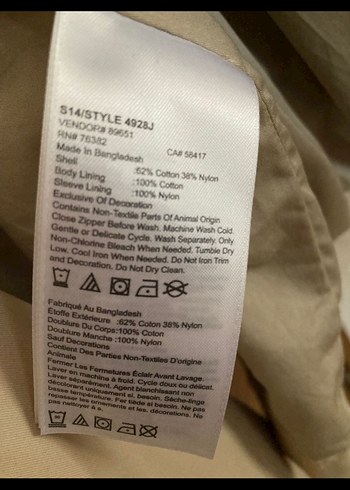 S14/STYLE 4928J
VENDOR# 89651
RN# 76382 CA# 58417
Made In Bangladesh
Shell :62% Cotton 38% Nylon
Body Lining :100% Cotton
Sleeve Lining :100% Nylon
Exclusive Of Decoration
Contains Non-Textile Parts Of Animal Origin
Close Zipper Before Wash. Machine Wash Cold.
Gentle or Delicate Cycle. Wash Separately. Only
Non-Chlorine Bleach When Needed. Tumble Dry
Low. Cool Iron When Needed. Do Not Iron Trim
and Decoration. Do Not Dry Clean.
Fabriqué Au Bangladesh
Étoffe Extérieure :62% Coton 38% Nylon
Doublure Du Corps:100% Coton
Doublure Manche :100% Nylon
Sauf Decorations
Contient Des Parties Non-Textiles D'origine
Animale
Fermer Les Fermetures Éclair Avant Lavage.
Laver en machine à froid. Cycle doux ou délicat.
Laver séparément. Agent blanchissant non
décolorant uniquement si. besoin. Sèche-linge
basse température. Fer tiède si besoin. Ne pas
repasser les ornements et les. décorations. Ne
pas nettoyer à s.